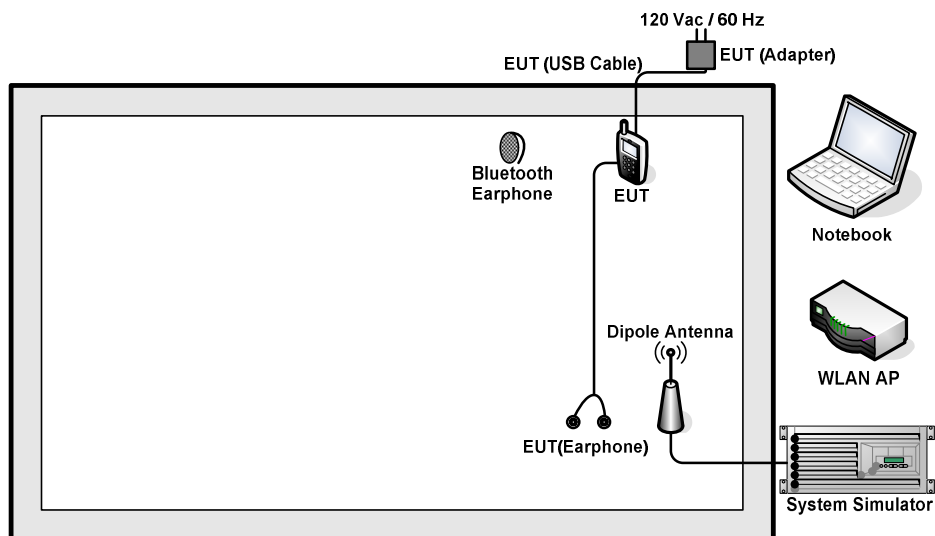 120 Vac / 60 Hz
EUT (USB Cable)
EUT (Adapter)
Bluetooth
Earphone
EUT
Notebook
Dipole Antenna
WLAN AP
EUT(Earphone)
System Simulator